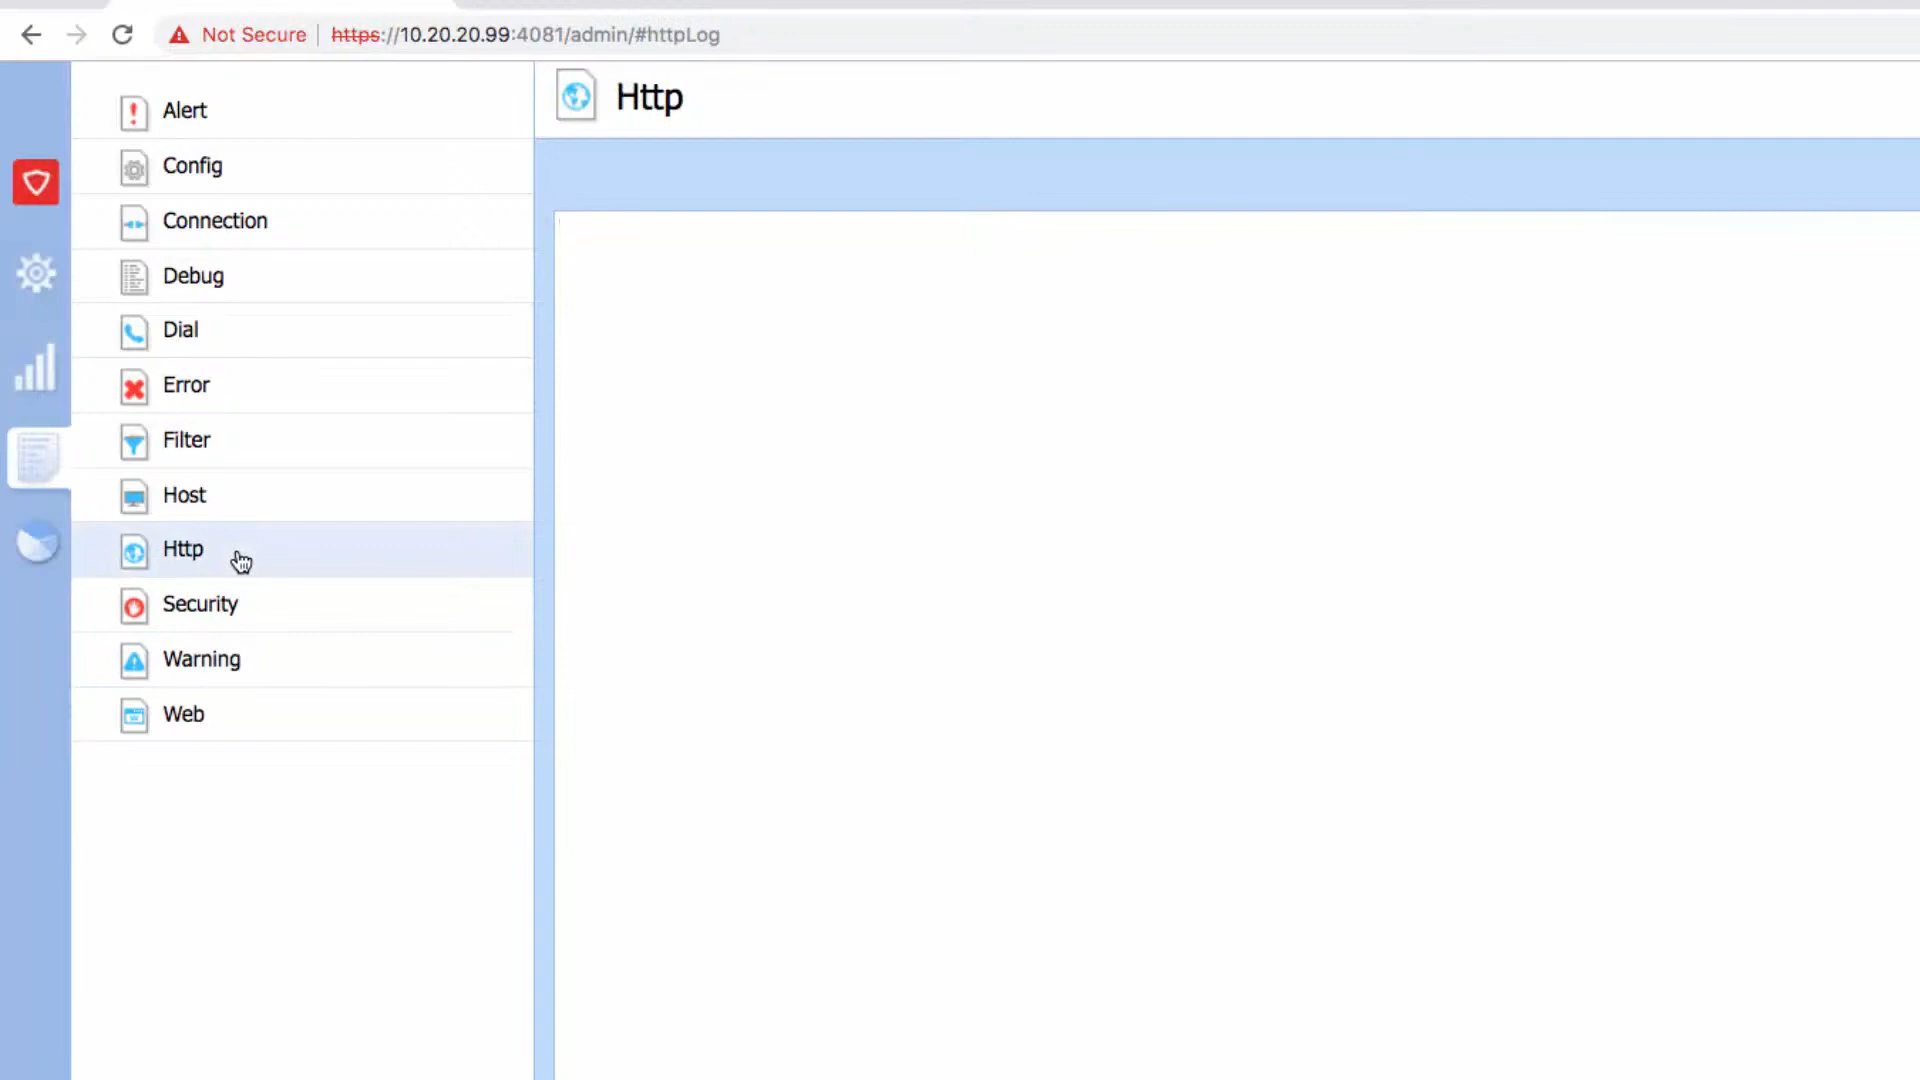 Not Secure https://10.20.20.99:4081/admin/#httpLog
Http
Alert
Config
Connection
Debug
Dial
Error
Filter
Host
Http
Security
Warning
Web